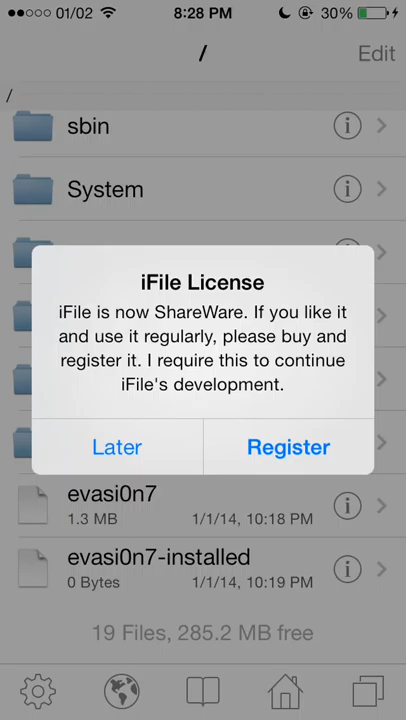 01/02 8:28 PM 30%
/ Edit
/
sbin
System
iFile License
iFile is now ShareWare. If you like it
and use it regularly, please buy and
register it. I require this to continue
iFile's development.
Later Register
evasi0n7
1.3 MB 1/1/14, 10:18 PM
evasi0n7-installed
0 Bytes 1/1/14, 10:19 PM
19 Files, 285.2 MB free